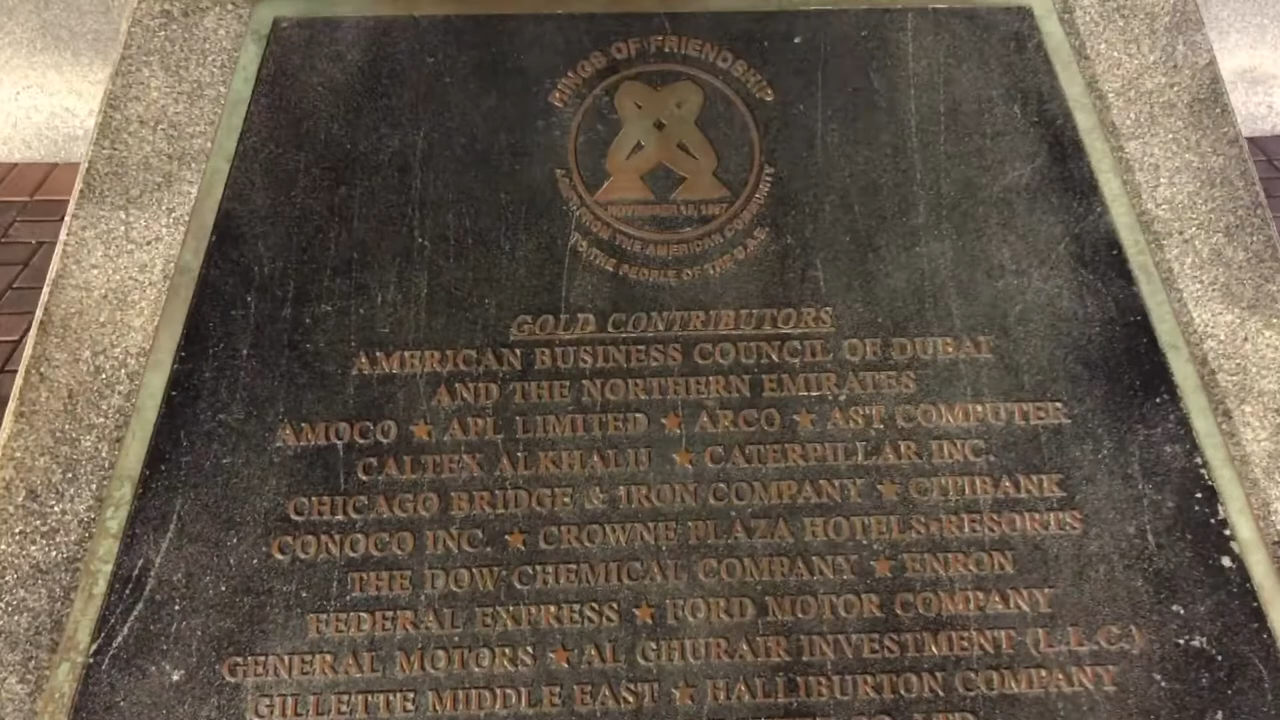 RINGS OF FRIENDSHIP
FROM THE AMERICAN COMMUNITY
TO THE PEOPLE OF THE U.A.E.
GOLD CONTRIBUTORS
AMERICAN BUSINESS COUNCIL OF DUBAI
AND THE NORTHERN EMIRATES
AMOCO ★ APL LIMITED ★ ARCO ★ AST COMPUTER
CALTEX ALKHALIJ ★ CATERPILLAR INC.
CHICAGO BRIDGE & IRON COMPANY ★ CITIBANK
CONOCO INC. ★ CROWNE PLAZA HOTELS•RESORTS
THE DOW CHEMICAL COMPANY ★ ENRON
FEDERAL EXPRESS ★ FORD MOTOR COMPANY
GENERAL MOTORS ★ AL GHURAIR INVESTMENT (L.L.C.)
GILLETTE MIDDLE EAST ★ HALLIBURTON COMPANY
CO. LTD.